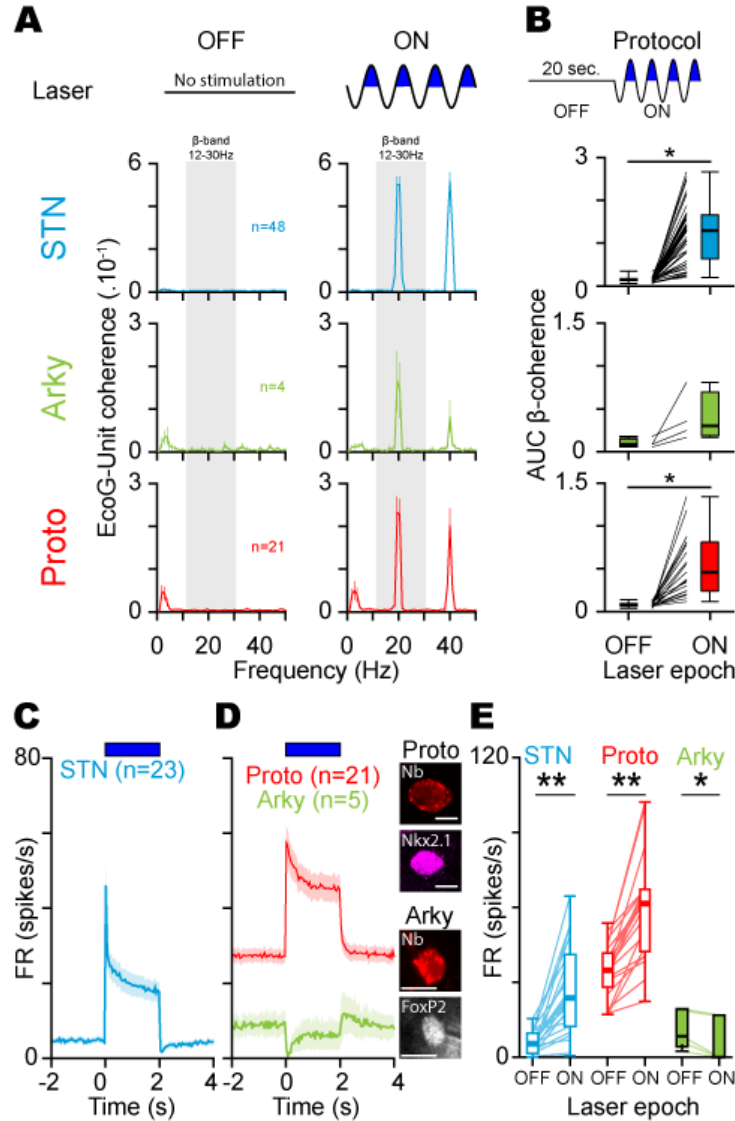 A
B
OFF
ON
Protocol
Laser
No stimulation
20 sec.
OFF
ON
β-band
12-30Hz
β-band
12-30Hz
STN
Arky
Proto
EcoG-Unit coherence (.10⁻¹)
6
0
n=48
6
0
3
0
n=4
3
0
3
0
n=21
3
0
0 20 40
0 20 40
Frequency (Hz)
AUC β-coherence
3
*
0
1.5
0
1.5
*
0
OFF ON
Laser epoch
C
D
E
STN (n=23)
80
0
FR (spikes/s)
-2 0 2 4
Time (s)
Proto (n=21)
Arky (n=5)
-2 0 2 4
Time (s)
Proto
Nb
Nkx2.1
Arky
Nb
FoxP2
120
0
FR (spikes/s)
STN Proto Arky
** ** *
OFF ON OFF ON OFF ON
Laser epoch